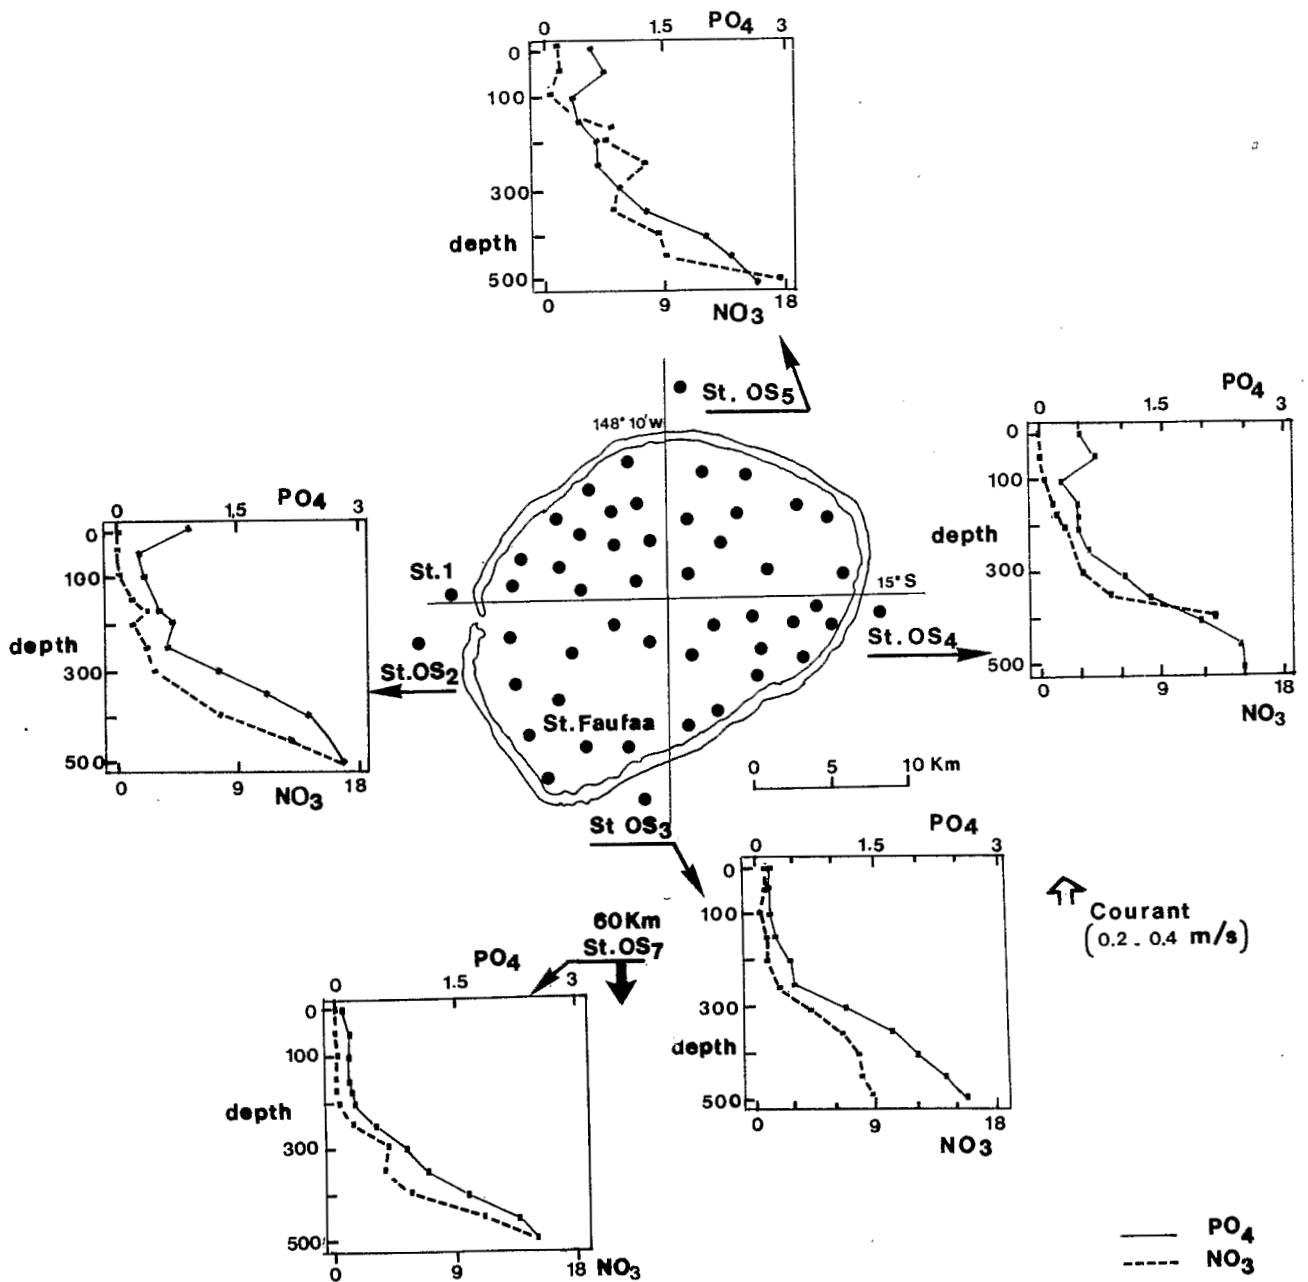 0 1.5 PO4 3
0
100
300
depth
500
0 9 18
NO3
St. OS5
148° 10'W
PO4
0 1.5 3
0
100
depth
300
500
0 9 18
NO3
PO4
0 1,5 3
0
100
depth
300
500
0 9 18
NO3
St.1
15° S
St. OS4
St.OS2
St.Faufaa
0 5 10 Km
St OS3
PO4
0 1.5 3
0
100
300
depth
500
0 9 18
NO3
Courant
(0.2 - 0.4 m/s)
60Km
St.OS7
PO4
0 1.5 3
0
100
depth
300
500
0 9 18 NO3
PO4
NO3